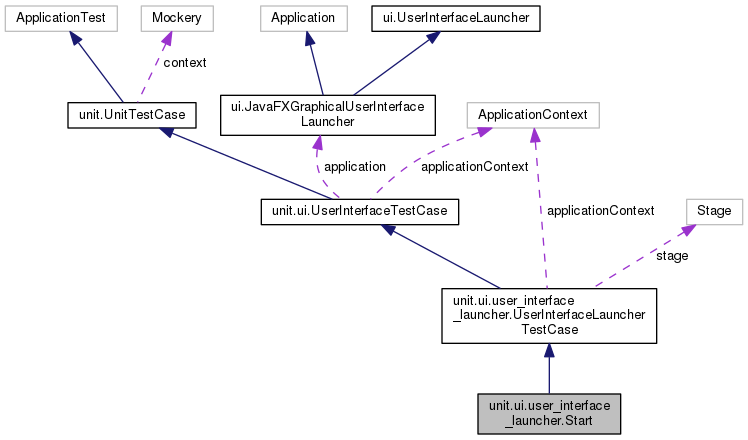 ApplicationTest
Mockery
Application
ui.UserInterfaceLauncher
context
unit.UnitTestCase
ui.JavaFXGraphicalUserInterface
Launcher
ApplicationContext
application
applicationContext
unit.ui.UserInterfaceTestCase
applicationContext
Stage
stage
unit.ui.user_interface
_launcher.UserInterfaceLauncher
TestCase
unit.ui.user_interface
_launcher.Start